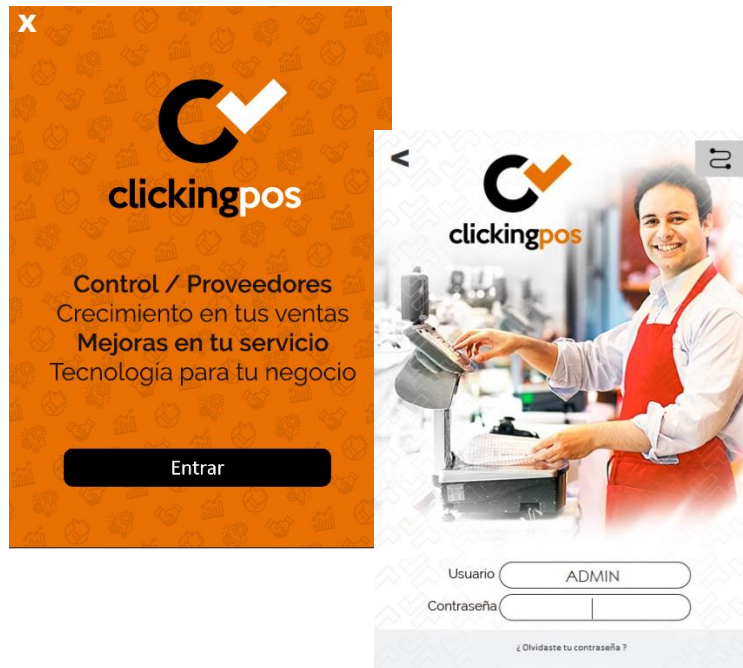 X
clickingpos
Control / Proveedores
Crecimiento en tus ventas
Mejoras en tu servicio
Tecnología para tu negocio
Entrar
<
clickingpos
Usuario ADMIN
Contraseña
¿ Olvidaste tu contraseña ?